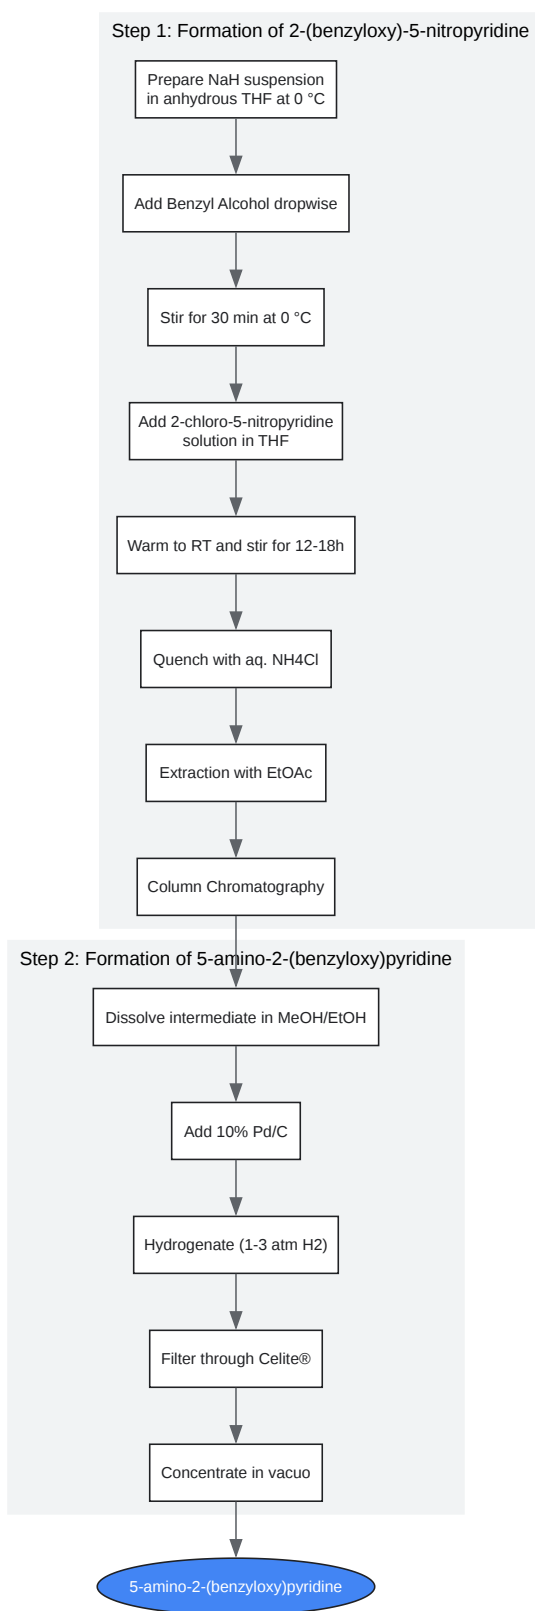 Step 1: Formation of 2-(benzyloxy)-5-nitropyridine
Prepare NaH suspension
in anhydrous THF at 0 °C
Add Benzyl Alcohol dropwise
Stir for 30 min at 0 °C
Add 2-chloro-5-nitropyridine
solution in THF
Warm to RT and stir for 12-18h
Quench with aq. NH4Cl
Extraction with EtOAc
Column Chromatography
Step 2: Formation of 5-amino-2-(benzyloxy)pyridine
Dissolve intermediate in MeOH/EtOH
Add 10% Pd/C
Hydrogenate (1-3 atm H2)
Filter through Celite®
Concentrate in vacuo
5-amino-2-(benzyloxy)pyridine